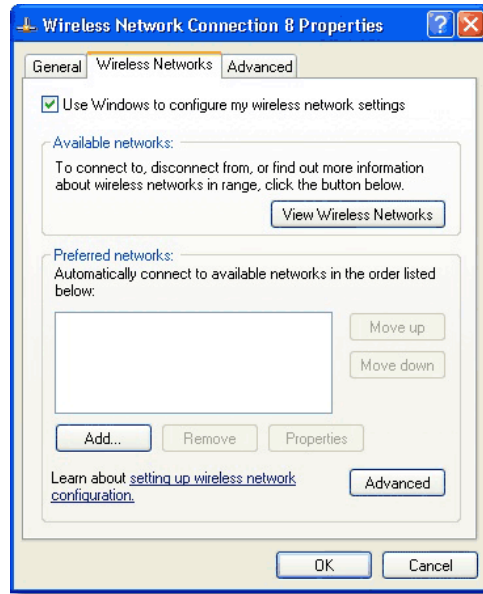 Wireless Network Connection 8 Properties
General Wireless Networks Advanced
Use Windows to configure my wireless network settings
Available networks:
To connect to, disconnect from, or find out more information
about wireless networks in range, click the button below.
View Wireless Networks
Preferred networks:
Automatically connect to available networks in the order listed
below:
Move up
Move down
Add... Remove Properties
Learn about setting up wireless network
configuration.
Advanced
OK Cancel